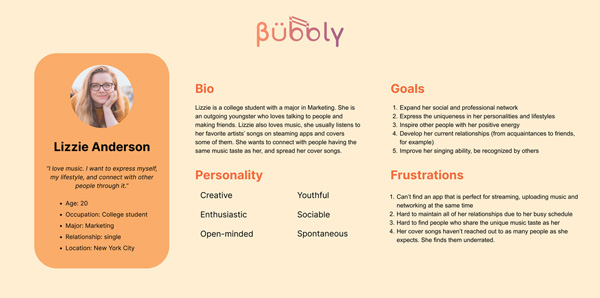 βübbly
Lizzie Anderson
"I love music. I want to express myself,
my lifestyle, and connect with other
people through it."
• Age: 20
• Occupation: College student
• Major: Marketing
• Relationship: single
• Location: New York City
Bio
Lizzie is a college student with a major in Marketing. She is
an outgoing youngster who loves talking to people and
making friends. Lizzie also loves music, she usually listens to
her favorite artists' songs on steaming apps and covers
some of them. She wants to connect with people having the
same music taste as her, and spread her cover songs.
Personality
Creative Youthful
Enthusiastic Sociable
Open-minded Spontaneous
Goals
1. Expand her social and professional network
2. Express the uniqueness in her personalities and lifestyles
3. Inspire other people with her positive energy
4. Develop her current relationships (from acquaintances to friends,
for example)
5. Improve her singing ability, be recognized by others
Frustrations
1. Can't find an app that is perfect for streaming, uploading music and
networking at the same time
2. Hard to maintain all of her relationships due to her busy schedule
3. Hard to find people who share the unique music taste as her
4. Her cover songs haven't reached out to as many people as she
expects. She finds them underrated.